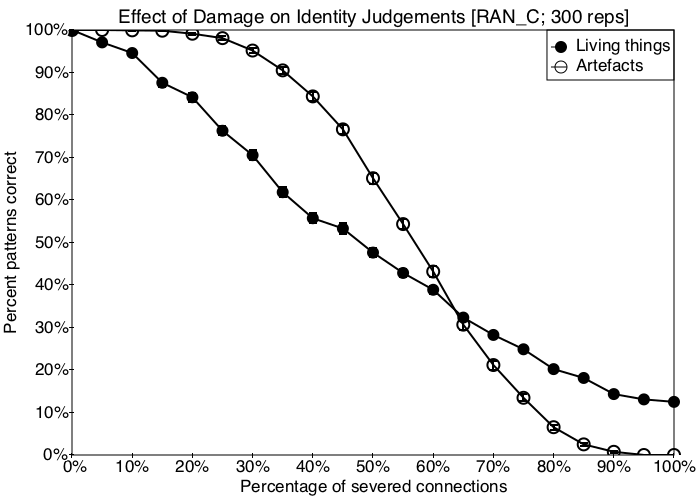 Effect of Damage on Identity Judgements [RAN_C; 300 reps]
Living things
Artefacts
Percent patterns correct
100%
90%
80%
70%
60%
50%
40%
30%
20%
10%
0%
0% 10% 20% 30% 40% 50% 60% 70% 80% 90% 100%
Percentage of severed connections